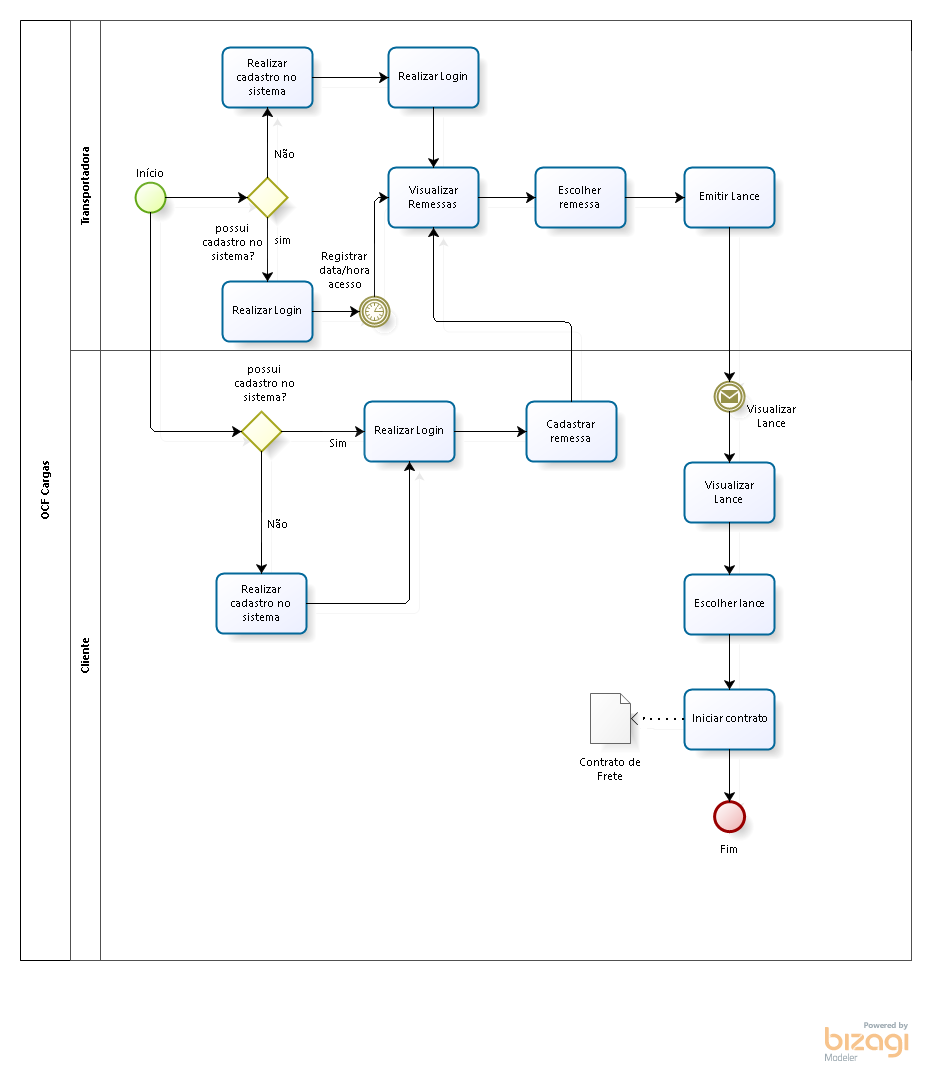 OCF Cargas
Transportadora
Realizar
cadastro no
sistema
Realizar Login
Não
Início
possui
cadastro no
sistema?
sim
Visualizar
Remessas
Escolher
remessa
Emitir Lance
Registrar
data/hora
acesso
Realizar Login
Cliente
possui
cadastro no
sistema?
Sim
Realizar Login
Cadastrar
remessa
Visualizar
Lance
Visualizar
Lance
Não
Realizar
cadastro no
sistema
Escolher lance
Iniciar contrato
Contrato de
Frete
Fim
Powered by
bizagi
Modeler